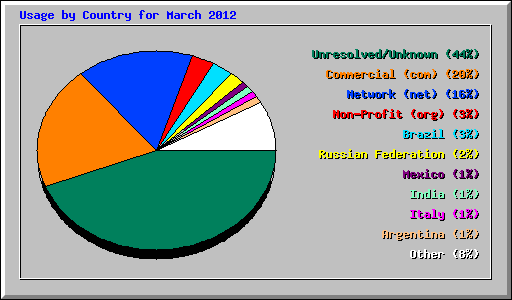 Usage by Country for March 2012
Unresolved/Unknown (44%)
Commercial (com) (20%)
Network (net) (16%)
Non-Profit (org) (3%)
Brazil (3%)
Russian Federation (2%)
Mexico (1%)
India (1%)
Italy (1%)
Argentina (1%)
Other (8%)